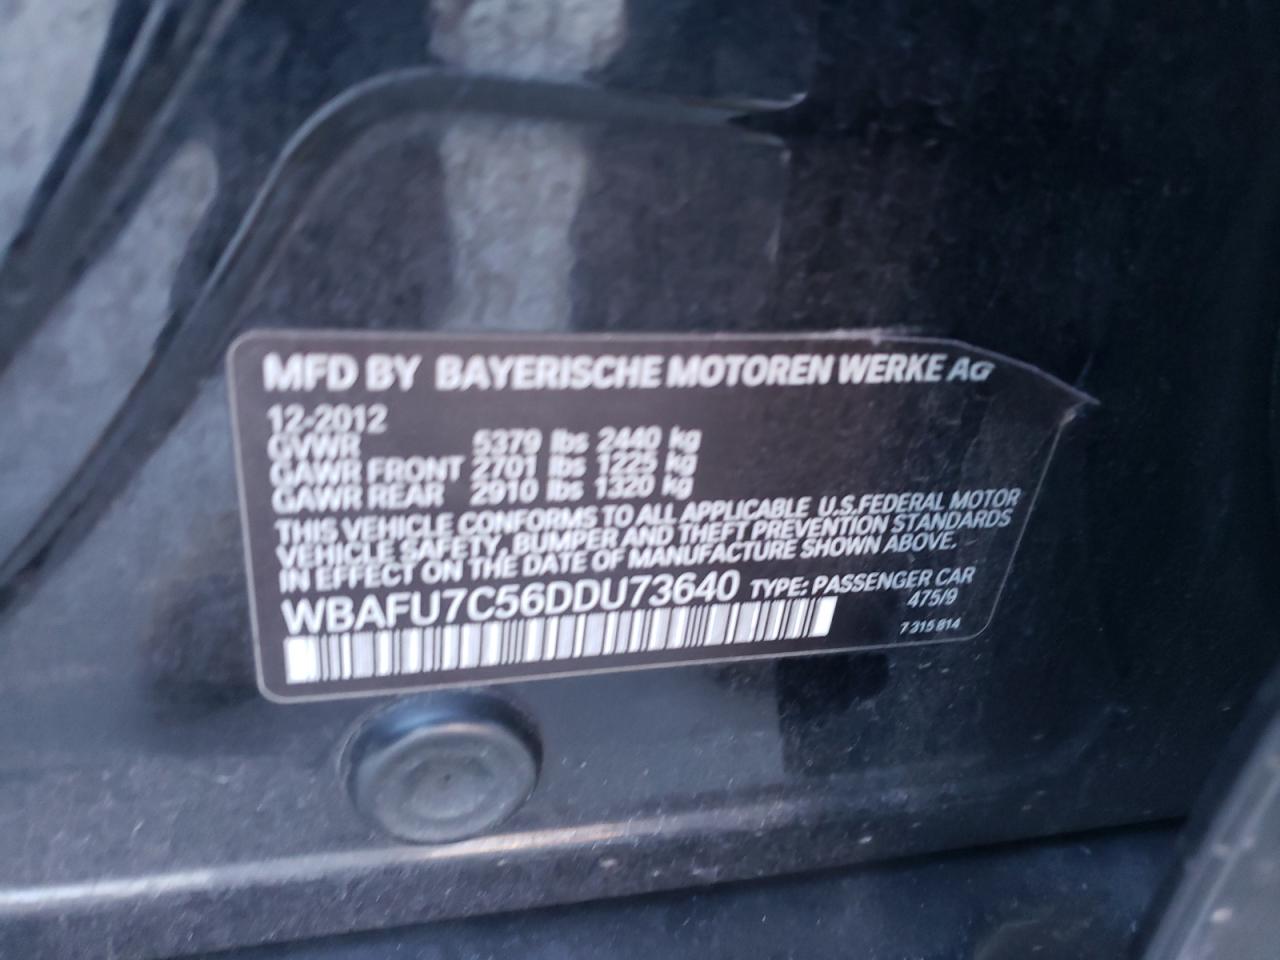 MFD BY BAYERISCHE MOTOREN WERKE AG
12-2012
GVWR 5379 lbs 2440 kg
GAWR FRONT 2701 lbs 1225 kg
GAWR REAR 2910 lbs 1320 kg
THIS VEHICLE CONFORMS TO ALL APPLICABLE U.S.FEDERAL MOTOR
VEHICLE SAFETY, BUMPER AND THEFT PREVENTION STANDARDS
IN EFFECT ON THE DATE OF MANUFACTURE SHOWN ABOVE.
WBAFU7C56DDU73640 TYPE: PASSENGER CAR
475/9
7 315 814